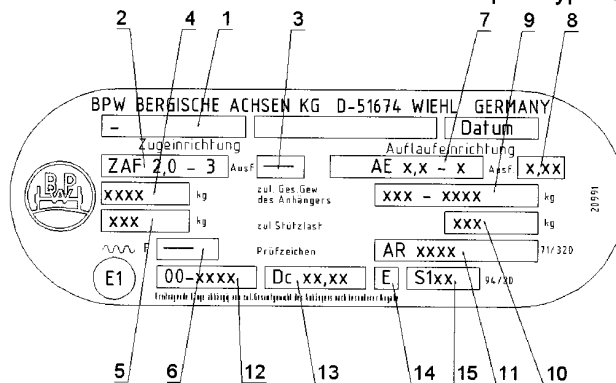 2 4 1 3 7 9 8
BPW BERGISCHE ACHSEN KG D-51674 WIEHL GERMANY
– Datum
Zugeinrichtung Auflaufeinrichtung
ZAF 2,0 – 3 Ausf. — AE x,x – x Ausf. x,xx
xxxx kg zul. Ges.Gew des Anhängers xxx – xxxx kg
xxx kg zul Stützlast xxx kg
F — Prüfzeichen AR xxxx 71/320
E1 00-xxxx Dc xx,xx E S1xx 94/20
20991
5 6 12 13 14 15 11 10